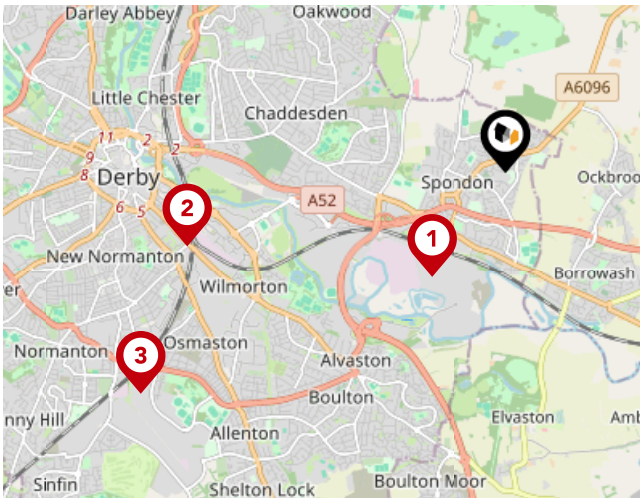 Darley Abbey
Oakwood
A6096
Little Chester
Chaddesden
11
2
2
9
8
Derby
Spondon
Ockbroo
6
5
A52
2
1
New Normanton
Wilmorton
Borrowash
ver
3
Osmaston
Normanton
Alvaston
Boulton
Elvaston
Amb
nny Hill
Allenton
Sinfin
Shelton Lock
Boulton Moor